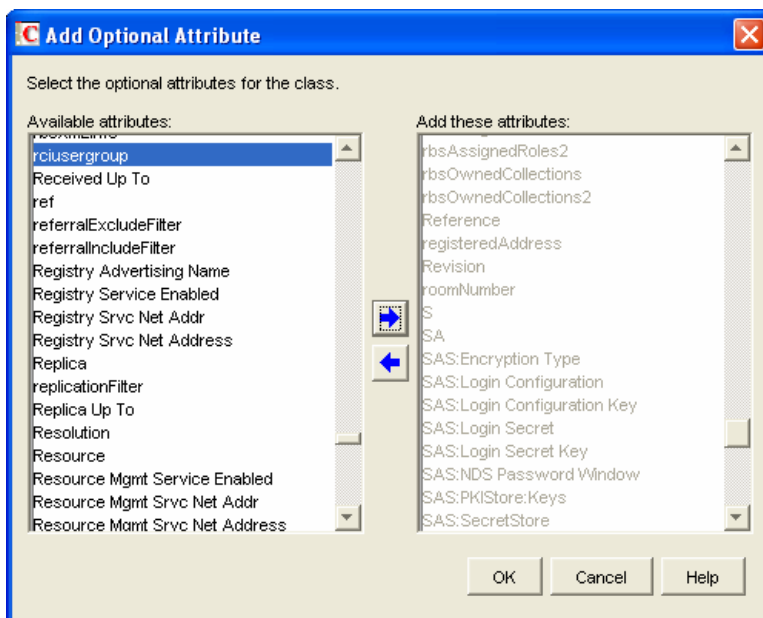 C Add Optional Attribute
Select the optional attributes for the class.
Available attributes:
rciusergroup
Received Up To
ref
referralExcludeFilter
referralIncludeFilter
Registry Advertising Name
Registry Service Enabled
Registry Srvc Net Addr
Registry Srvc Net Address
Replica
replicationFilter
Replica Up To
Resolution
Resource
Resource Mgmt Service Enabled
Resource Mgmt Srvc Net Addr
Resource Mgmt Srvc Net Address
Add these attributes:
rbsAssignedRoles2
rbsOwnedCollections
rbsOwnedCollections2
Reference
registeredAddress
Revision
roomNumber
S
SA
SAS:Encryption Type
SAS:Login Configuration
SAS:Login Configuration Key
SAS:Login Secret
SAS:Login Secret Key
SAS:NDS Password Window
SAS:PKIStore:Keys
SAS:SecretStore
OK
Cancel
Help